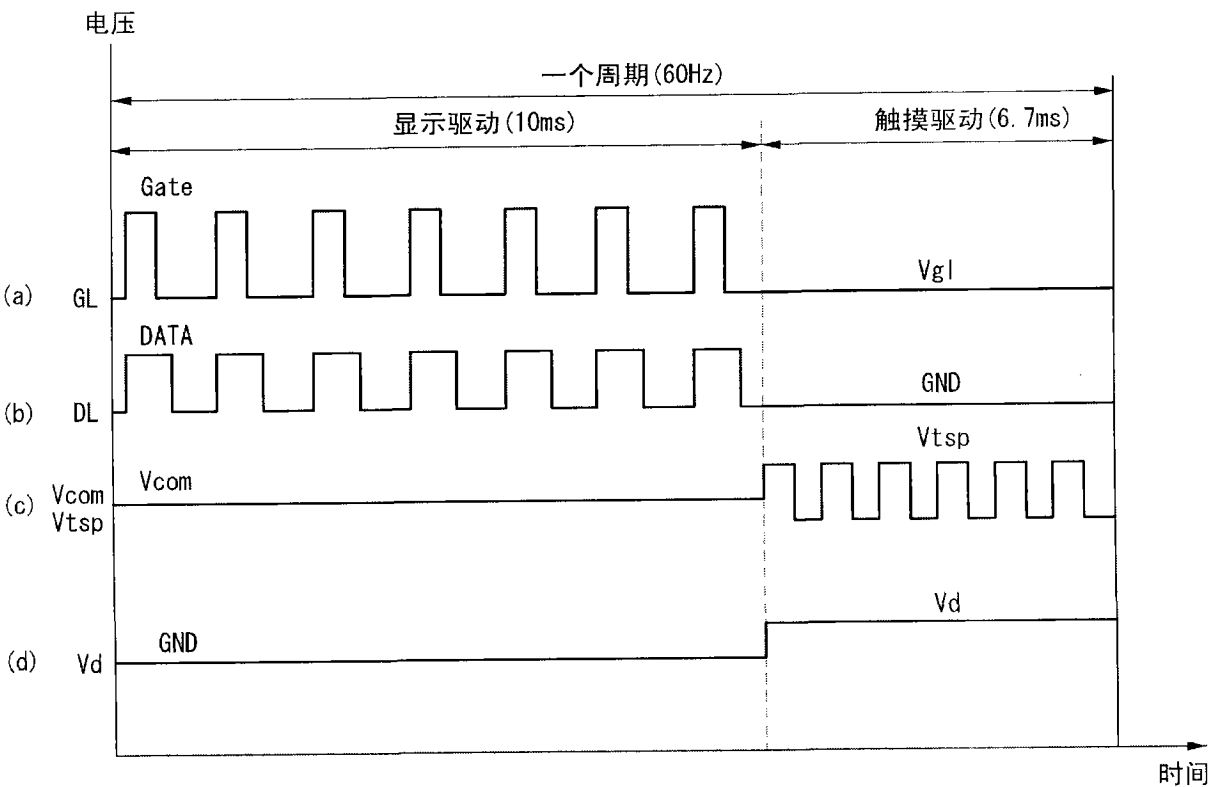 电压
一个周期(60Hz)
显示驱动(10ms)
触摸驱动(6.7ms)
Gate
(a) GL
Vgl
DATA
(b) DL
GND
Vtsp
Vcom
(c) Vcom
Vtsp
Vd
GND
(d) Vd
时间